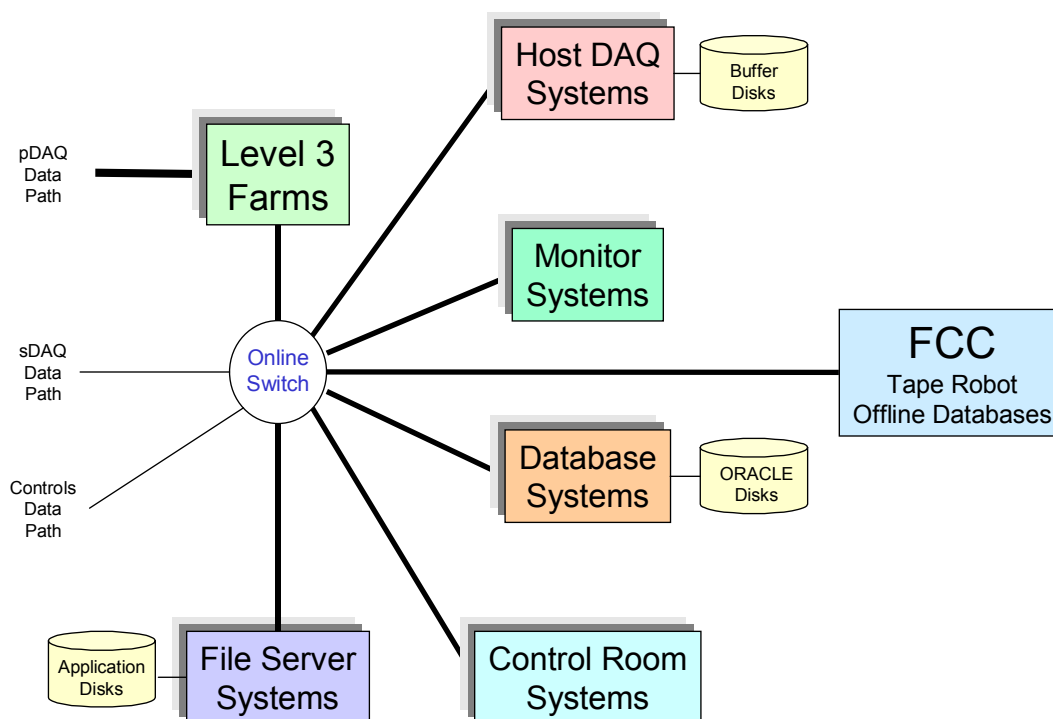 Host DAQ
Systems
Buffer
Disks
pDAQ
Data
Path
Level 3
Farms
Monitor
Systems
sDAQ
Data
Path
Online
Switch
FCC
Tape Robot
Offline Databases
Controls
Data
Path
Database
Systems
ORACLE
Disks
Application
Disks
File Server
Systems
Control Room
Systems